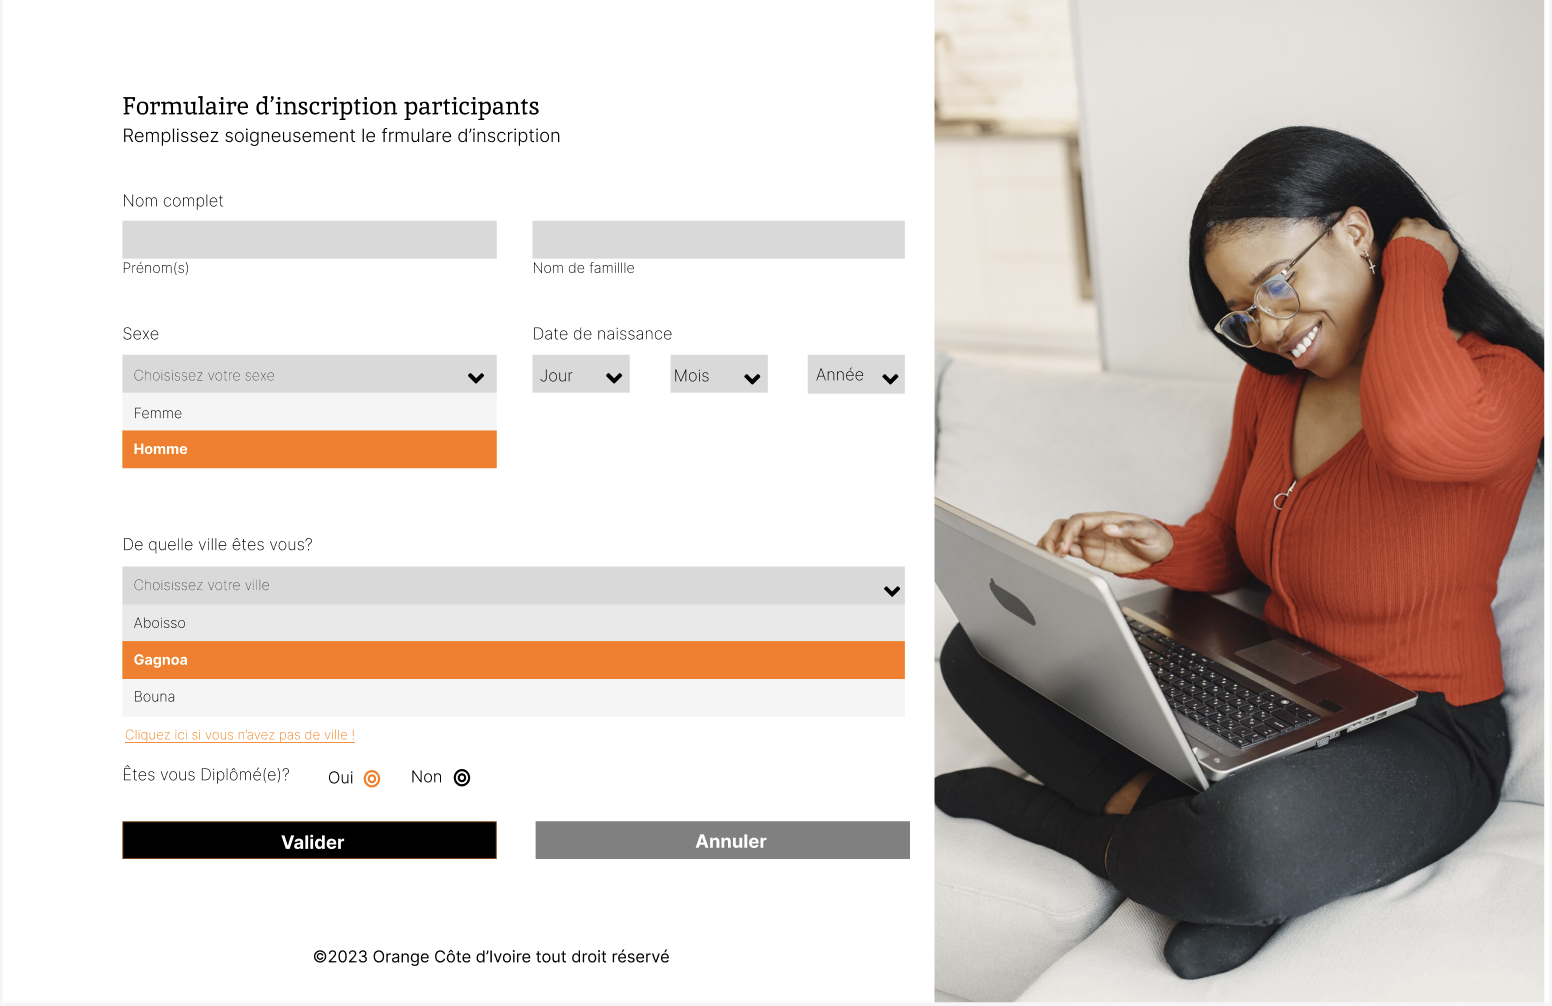 Formulaire d’inscription participants
Remplissez soigneusement le frmulare d’inscription
Nom complet
Prénom(s)
Nom de famillle
Sexe
Date de naissance
Choisissez votre sexe
Jour
Mois
Année
Femme
Homme
De quelle ville êtes vous?
Choisissez votre ville
Aboisso
Gagnoa
Bouna
Cliquez ici si vous n’avez pas de ville !
Êtes vous Diplômé(e)?
Oui
Non
Valider
Annuler
©2023 Orange Côte d’Ivoire tout droit réservé